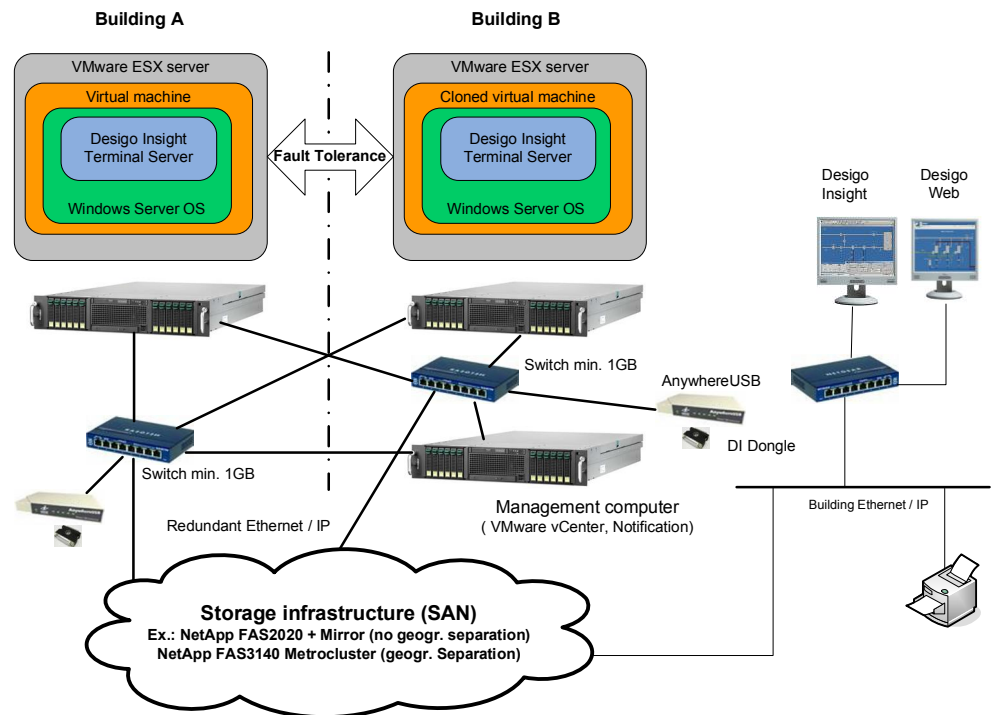 Building A
Building B
VMware ESX server
Virtual machine
Desigo Insight
Terminal Server
Windows Server OS
Fault Tolerance
VMware ESX server
Cloned virtual machine
Desigo Insight
Terminal Server
Windows Server OS
Desigo
Insight
Desigo
Web
Switch min. 1GB
AnywhereUSB
DI Dongle
Switch min. 1GB
Management computer
( VMware vCenter, Notification)
Redundant Ethernet / IP
Building Ethernet / IP
Storage infrastructure (SAN)
Ex.: NetApp FAS2020 + Mirror (no geogr. separation)
NetApp FAS3140 Metrocluster (geogr. Separation)